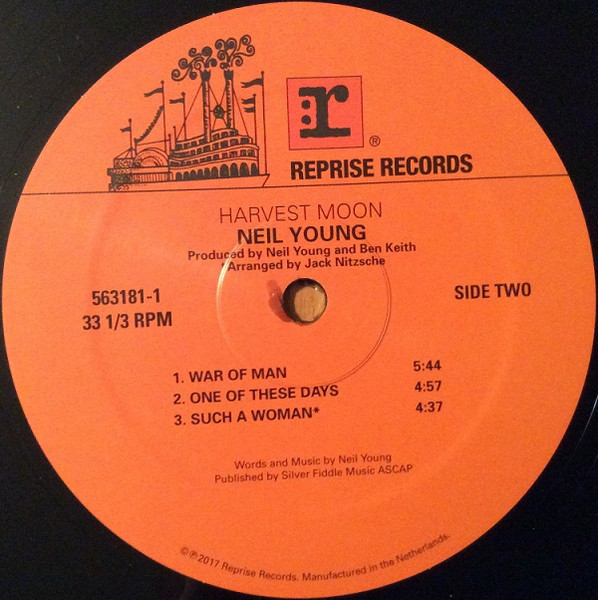 r
®
REPRISE RECORDS
HARVEST MOON
NEIL YOUNG
Produced by Neil Young and Ben Keith
*Arranged by Jack Nitzsche
563181-1
33 1/3 RPM
SIDE TWO
1. WAR OF MAN 5:44
2. ONE OF THESE DAYS 4:57
3. SUCH A WOMAN* 4:37
Words and Music by Neil Young
Published by Silver Fiddle Music ASCAP
©℗2017 Reprise Records. Manufactured in the Netherlands.